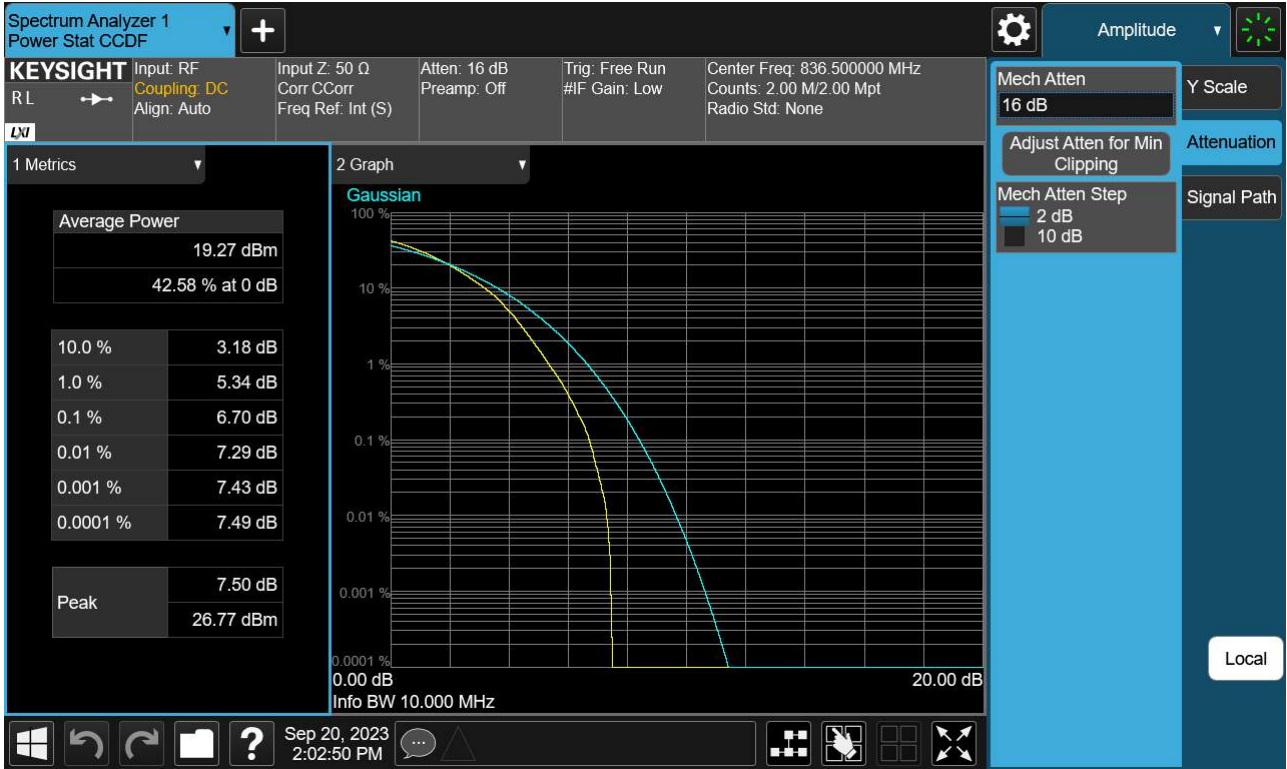 Spectrum Analyzer 1
Power Stat CCDF
Amplitude
KEYSIGHT
R L
LXI
Input: RF
Coupling: DC
Align: Auto
Input Z: 50 Ω
Corr CCorr
Freq Ref: Int (S)
Atten: 16 dB
Preamp: Off
Trig: Free Run
#IF Gain: Low
Center Freq: 836.500000 MHz
Counts: 2.00 M/2.00 Mpt
Radio Std: None
Mech Atten
16 dB
Adjust Atten for Min
Clipping
Mech Atten Step
2 dB
10 dB
Y Scale
Attenuation
Signal Path
1 Metrics
Average Power
19.27 dBm
42.58 % at 0 dB
10.0 % 3.18 dB
1.0 % 5.34 dB
0.1 % 6.70 dB
0.01 % 7.29 dB
0.001 % 7.43 dB
0.0001 % 7.49 dB
Peak
7.50 dB
26.77 dBm
2 Graph
Gaussian
100 %
10 %
1 %
0.1 %
0.01 %
0.001 %
0.0001 %
0.00 dB 20.00 dB
Info BW 10.000 MHz
Local
?
Sep 20, 2023
2:02:50 PM